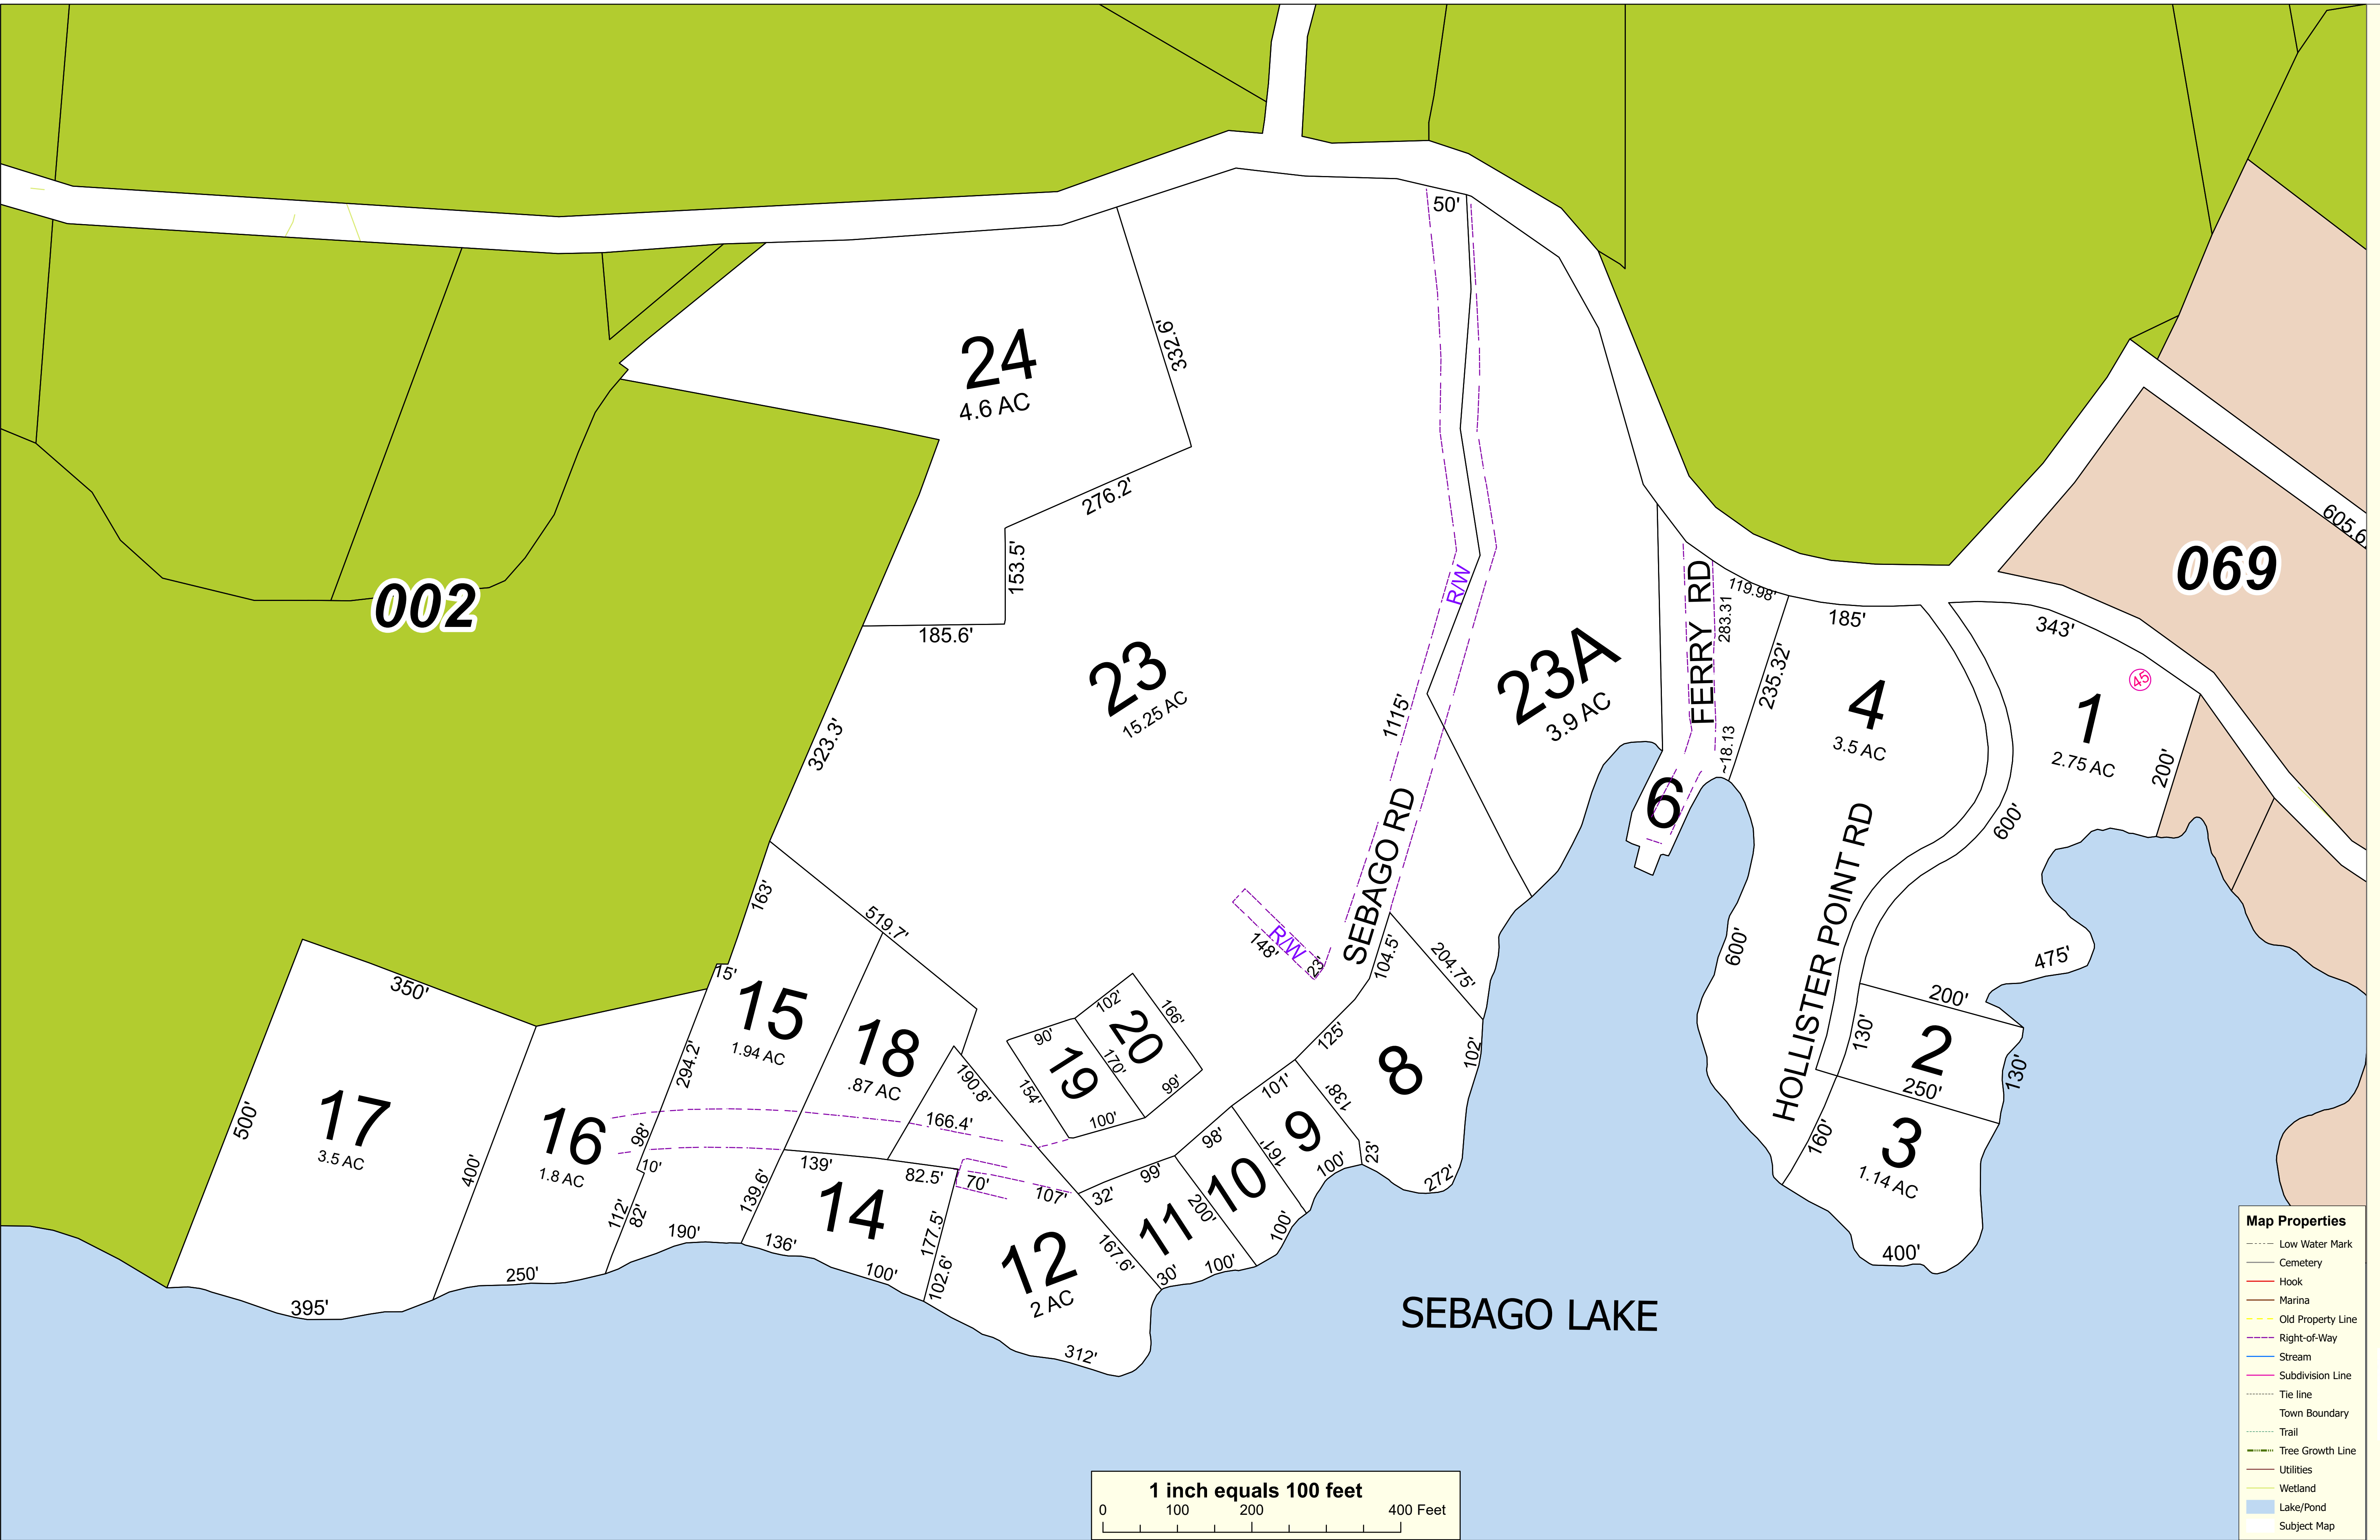 50'
24
4.6 AC
332.6'
276.2'
153.5'
185.6'
002
069
605.6
R/W
FERRY RD
283.31
119.98'
185'
343'
45
23
15.25 AC
23A
3.9 AC
235.32'
4
3.5 AC
1
2.75 AC
200'
1115'
323.3'
~18.13
6
600'
600'
HOLLISTER POINT RD
SEBAGO RD
163'
519.7'
R/W
148'
23'
104.5'
204.75'
475'
350'
15'
15
1.94 AC
18
.87 AC
294.2'
190.8'
166.4'
90'
102'
166'
19
20
170'
154'
99'
100'
125'
8
102'
200'
2
130'
130'
250'
3
1.14 AC
160'
400'
500'
17
3.5 AC
400'
16
1.8 AC
98'
10'
112'
82'
139'
139.6'
82.5'
70'
107'
14
177.5'
102.6'
190'
136'
100'
250'
395'
12
2 AC
312'
32'
99'
98'
101'
138'
9
161'
10
200'
11
167.6'
30'
100'
100'
100'
23'
272'
SEBAGO LAKE
1 inch equals 100 feet
0 100 200 400 Feet
Map Properties
Low Water Mark
Cemetery
Hook
Marina
Old Property Line
Right-of-Way
Stream
Subdivision Line
Tie line
Town Boundary
Trail
Tree Growth Line
Utilities
Wetland
Lake/Pond
Subject Map